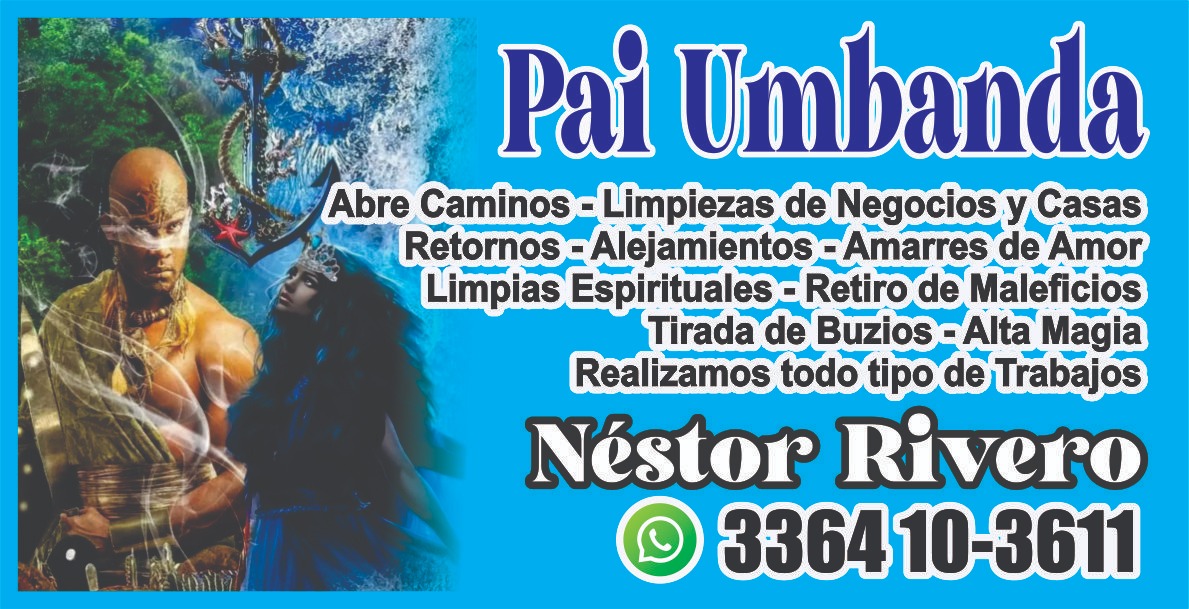 Pai Umbanda
Abre Caminos - Limpiezas de Negocios y Casas
Retornos - Alejamientos - Amarres de Amor
Limpias Espirituales - Retiro de Maleficios
Tirada de Buzios - Alta Magia
Realizamos todo tipo de Trabajos
Néstor Rivero
3364 10-3611